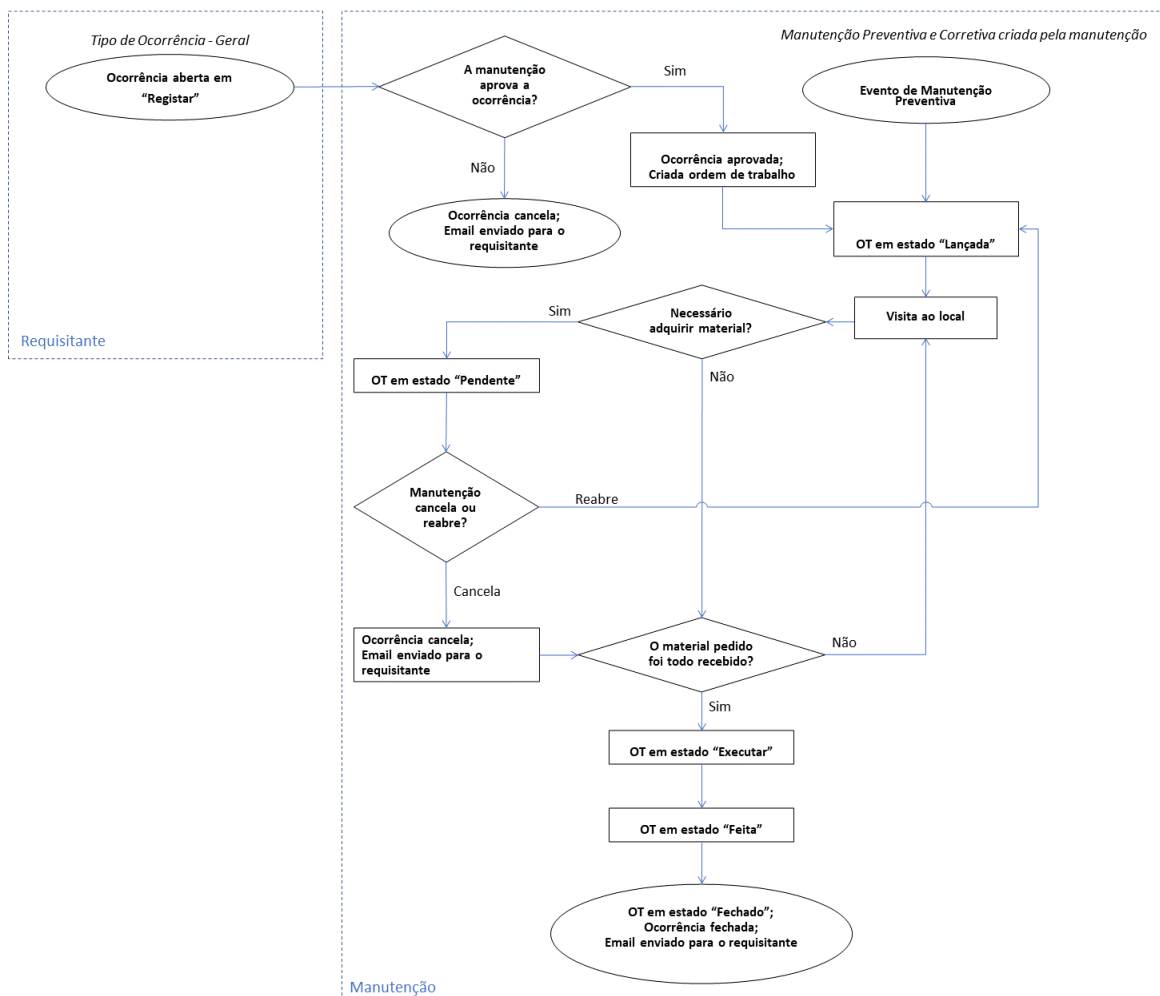 Tipo de Ocorrência - Geral
Ocorrência aberta em
“Registar”
Requisitante
Manutenção Preventiva e Corretiva criada pela manutenção
A manutenção
aprova a
ocorrência?
Sim
Não
Evento de Manutenção
Preventiva
Ocorrência aprovada;
Criada ordem de trabalho
Ocorrência cancela;
Email enviado para o
requisitante
OT em estado “Lançada”
Visita ao local
Necessário
adquirir material?
Sim
Não
OT em estado “Pendente”
Manutenção
cancela ou
reabre?
Reabre
Cancela
Ocorrência cancela;
Email enviado para o
requisitante
O material pedido
foi todo recebido?
Não
Sim
OT em estado “Executar”
OT em estado “Feita”
OT em estado “Fechado”;
Ocorrência fechada;
Email enviado para o requisitante
Manutenção